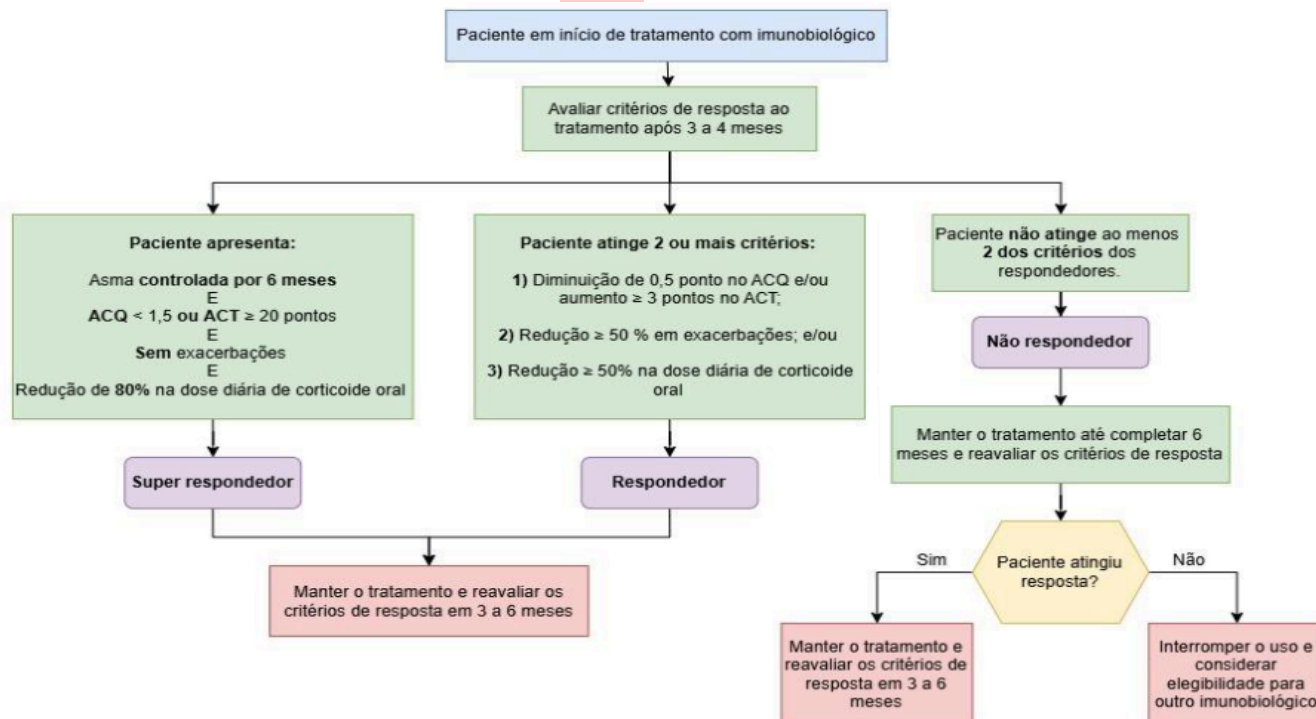 Paciente em início de tratamento com imunobiológico
Avaliar critérios de resposta ao
tratamento após 3 a 4 meses
Paciente apresenta:
Asma controlada por 6 meses
E
ACQ < 1,5 ou ACT ≥ 20 pontos
E
Sem exacerbações
E
Redução de 80% na dose diária de corticoide oral
Super respondedor
Paciente atinge 2 ou mais critérios:
1) Diminuição de 0,5 ponto no ACQ e/ou
aumento ≥ 3 pontos no ACT;
2) Redução ≥ 50 % em exacerbações; e/ou
3) Redução ≥ 50% na dose diária de corticoide
oral
Respondedor
Manter o tratamento e reavaliar os
critérios de resposta em 3 a 6 meses
Paciente não atinge ao menos
2 dos critérios dos
respondedores.
Não respondedor
Manter o tratamento até completar 6
meses e reavaliar os critérios de resposta
Paciente atingiu
resposta?
Sim
Não
Manter o tratamento e
reavaliar os critérios de
resposta em 3 a 6
meses
Interromper o uso e
considerar
elegibilidade para
outro imunobiológico